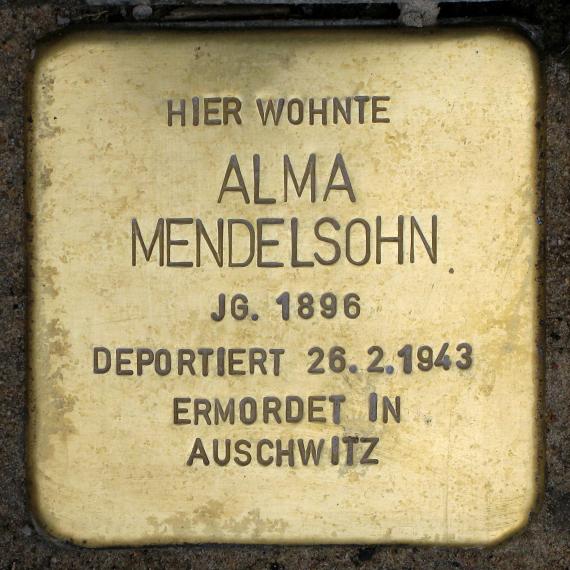 HIER WOHNTE
ALMA
MENDELSOHN
JG. 1896
DEPORTIERT 26.2.1943
ERMORDET IN
AUSCHWITZ